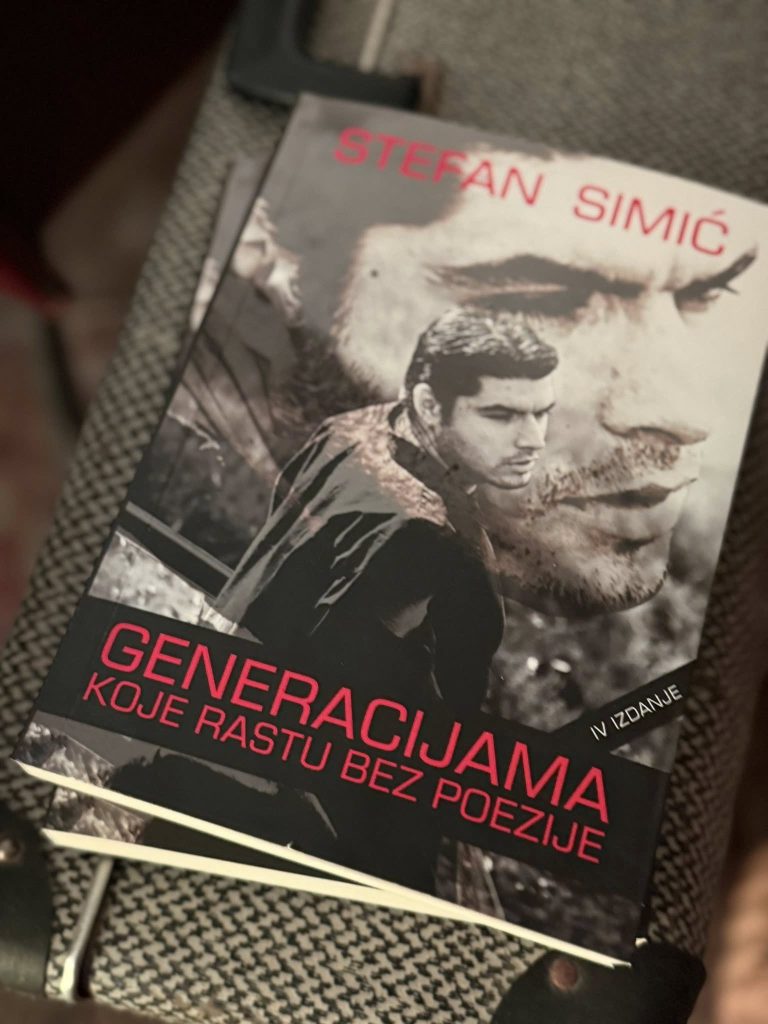 STEFAN SIMIĆ
IV IZDANJE
GENERACIJAMA
KOJE RASTU BEZ POEZIJE